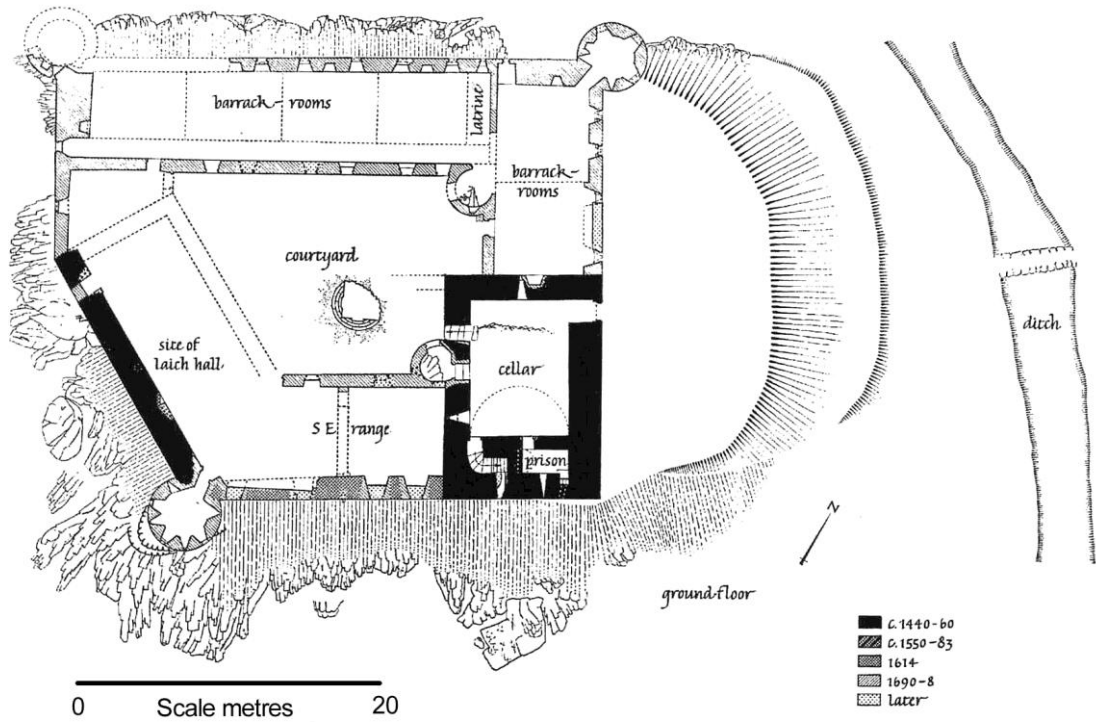 barrack-rooms
latrine
barrack-
rooms
courtyard
site of
laich hall
cellar
S E range
prison
ditch
N
ground-floor
c. 1440-60
c. 1550-83
1614
1690-8
later
0 Scale metres 20